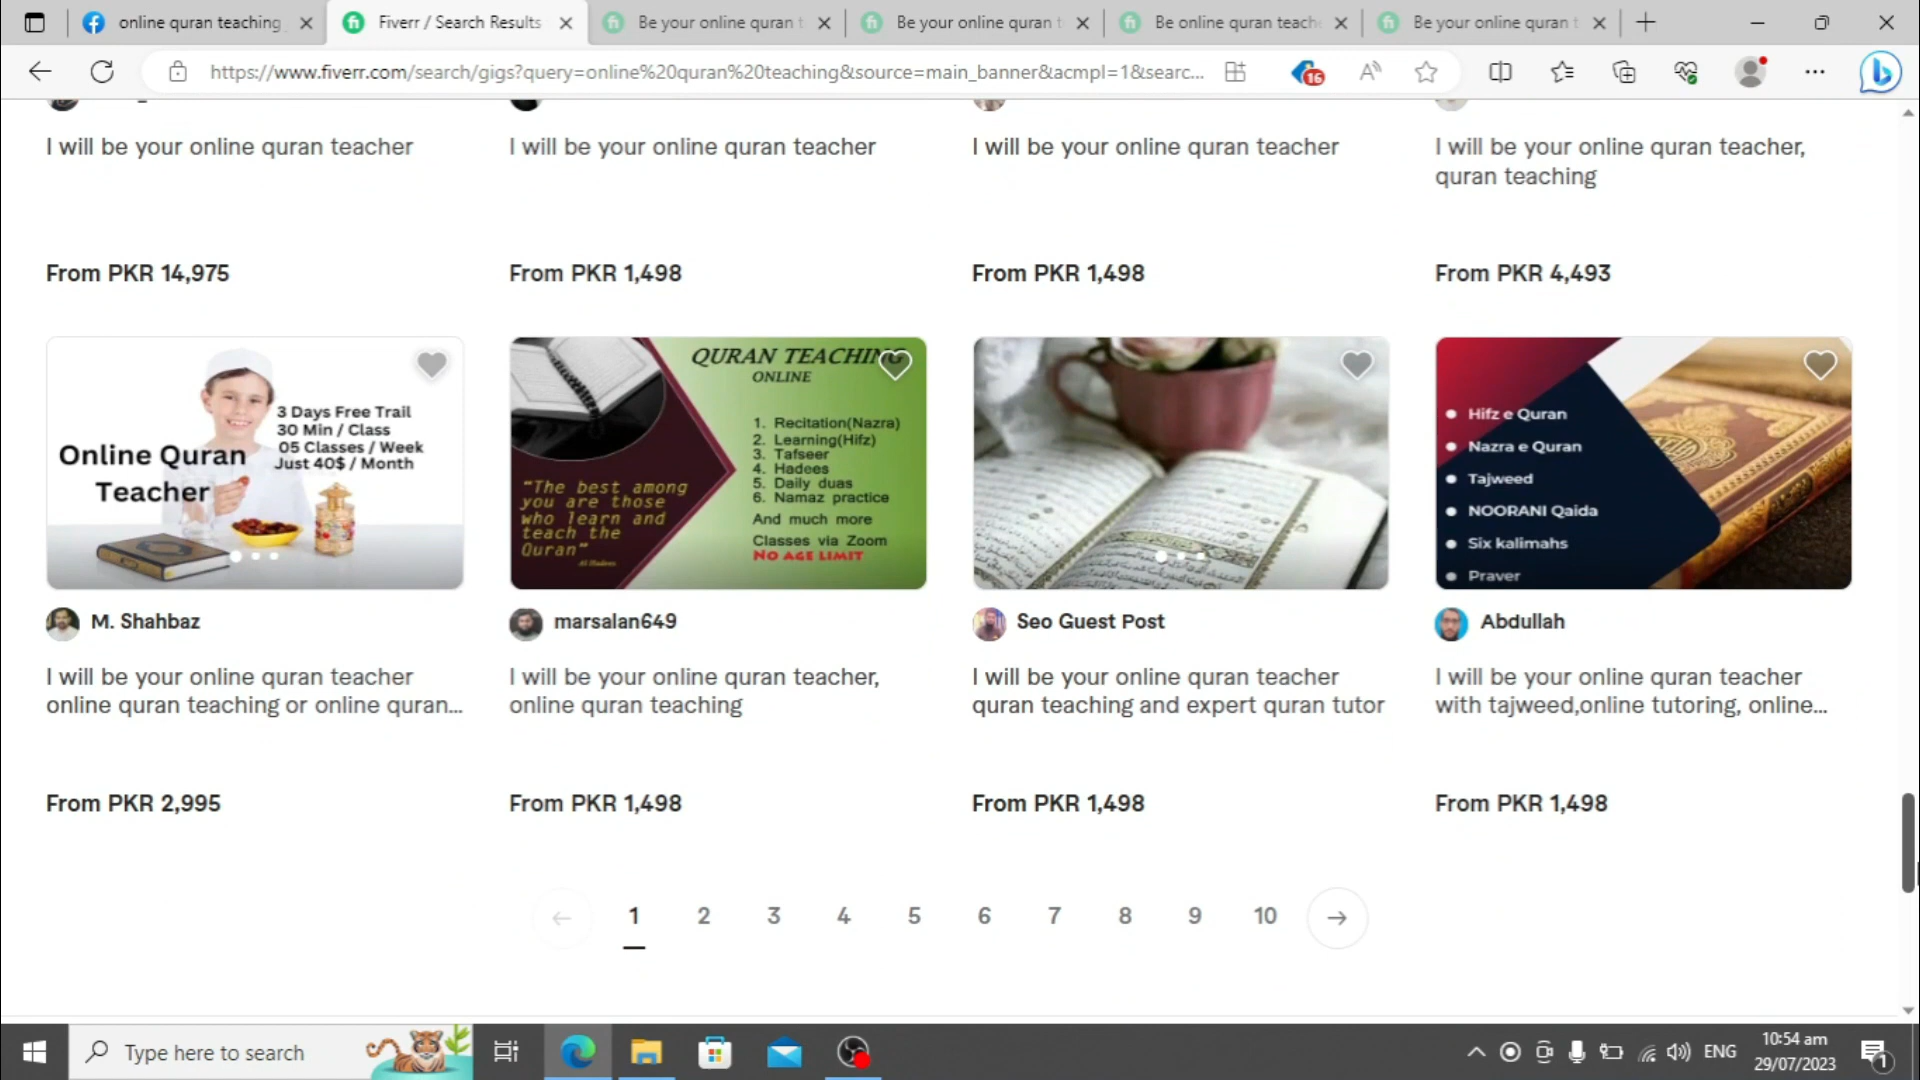 online quran teaching
Fiverr / Search Results
Be your online quran t
Be your online quran t
Be online quran teach
Be your online quran t
https://www.fiverr.com/search/gigs?query=online%20quran%20teaching&source=main_banner&acmpl=1&searc...
16
I will be your online quran teacher
I will be your online quran teacher
I will be your online quran teacher
I will be your online quran teacher,
quran teaching
From PKR 14,975
From PKR 1,498
From PKR 1,498
From PKR 4,493
3 Days Free Trail
30 Min / Class
05 Classes / Week
Just 40$ / Month
Online Quran
Teacher
QURAN TEACHING
ONLINE
1. Recitation(Nazra)
2. Learning(Hifz)
3. Tafseer
4. Hadees
5. Daily duas
6. Namaz practice
And much more
Classes via Zoom
NO AGE LIMIT
"The best among
you are those
who learn and
teach the
Quran"
Al Hadees
Hifz e Quran
Nazra e Quran
Tajweed
NOORANI Qaida
Six kalimahs
Prayer
M. Shahbaz
marsalan649
Seo Guest Post
Abdullah
I will be your online quran teacher
online quran teaching or online quran...
I will be your online quran teacher,
online quran teaching
I will be your online quran teacher
quran teaching and expert quran tutor
I will be your online quran teacher
with tajweed,online tutoring, online...
From PKR 2,995
From PKR 1,498
From PKR 1,498
From PKR 1,498
1 2 3 4 5 6 7 8 9 10
Type here to search
ENG
10:54 am
29/07/2023
1